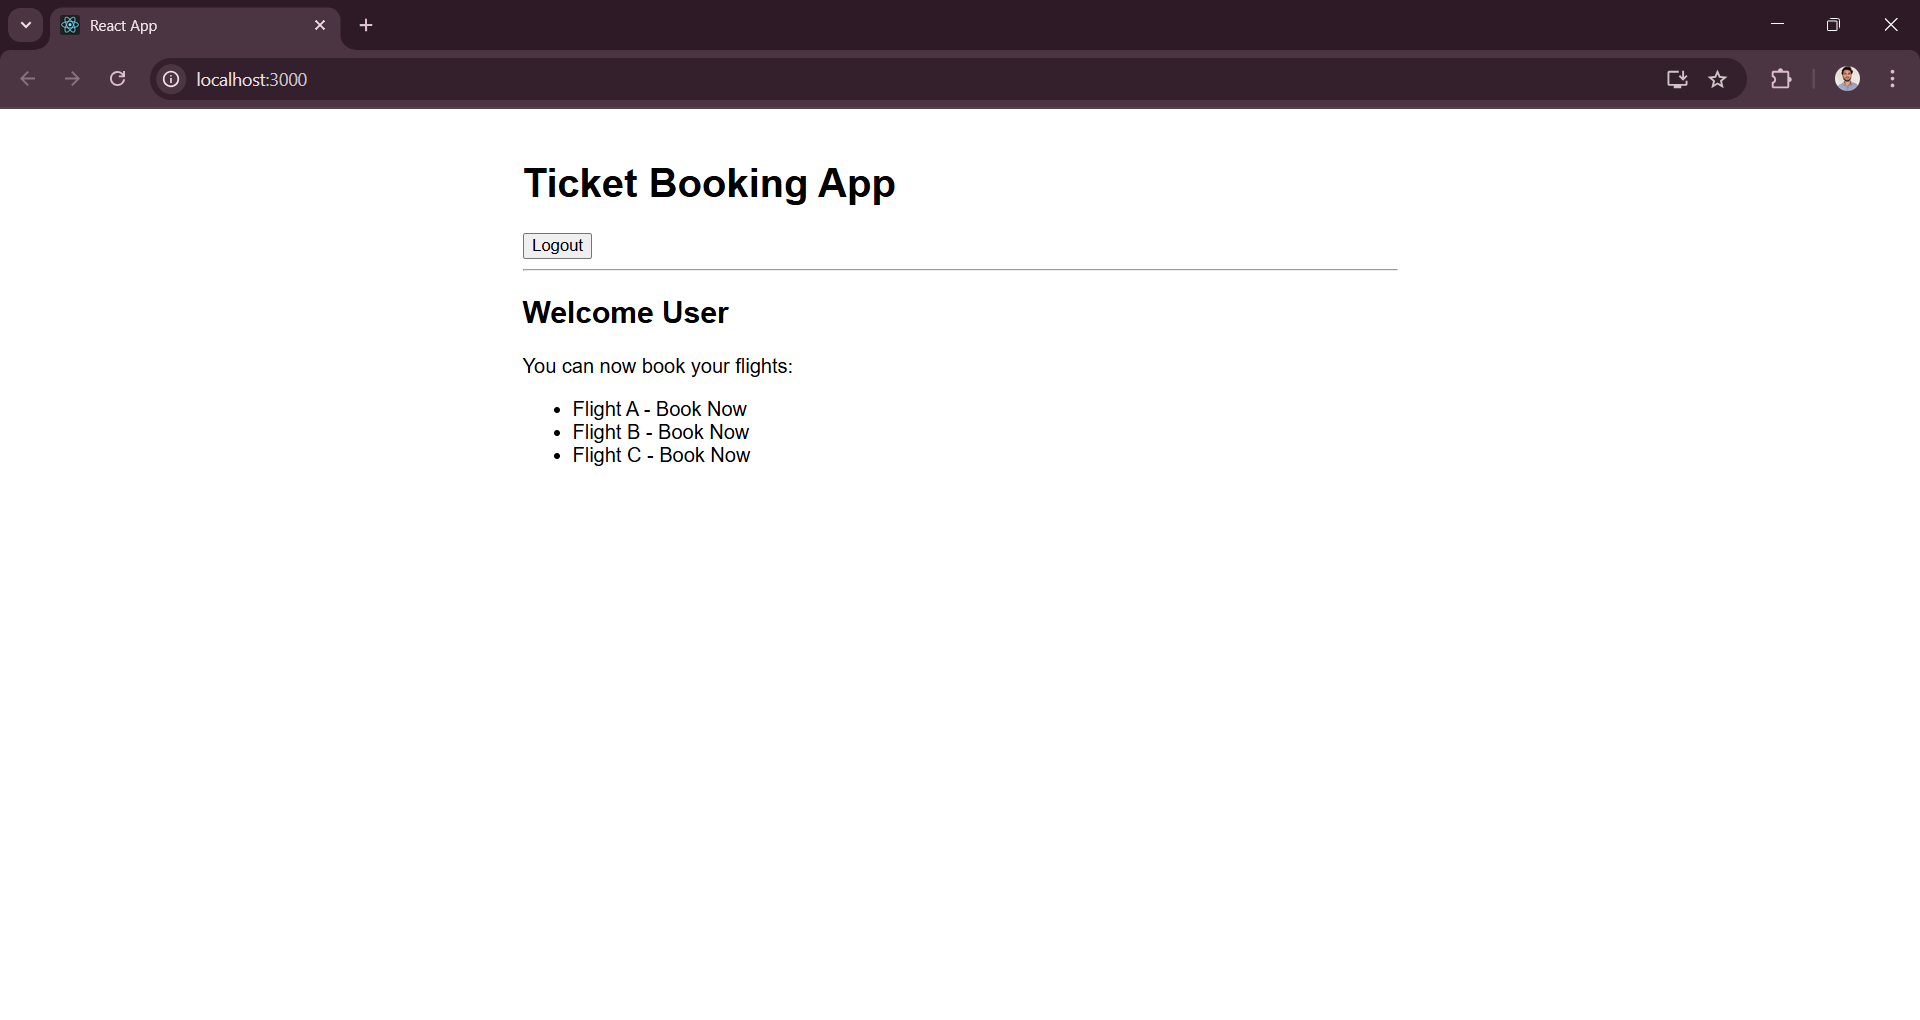 React App
localhost:3000
Ticket Booking App
Logout
Welcome User
You can now book your flights:
Flight A - Book Now
Flight B - Book Now
Flight C - Book Now